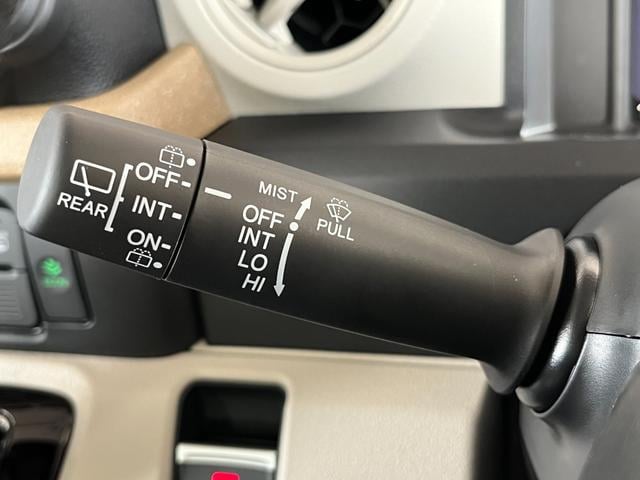 REAR
OFF
INT
ON
MIST
OFF
INT
LO
HI
PULL